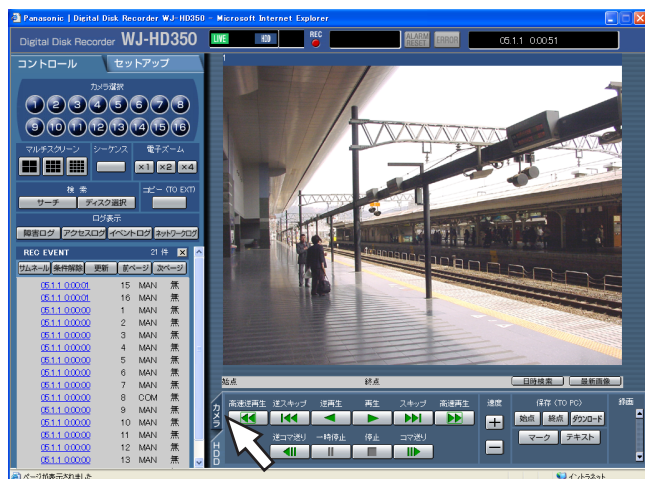 Panasonic | Digital Disk Recorder WJ-HD350 - Microsoft Internet Explorer
Digital Disk Recorder WJ-HD350
LIVE HDD REC ALARM RESET ERROR 05.1.1 0:00:51
コントロール セットアップ
1
カメラ選択
1 2 3 4 5 6 7 8
9 10 11 12 13 14 15 16
マルチスクリーン シーケンス 電子ズーム
×1 ×2 ×4
検 索 コピー (TO EXT)
サーチ ディスク選択
ログ表示
障害ログ アクセスログ イベントログ ネットワークログ
REC EVENT 21 件
サムネール 条件解除 更新 前ページ 次ページ
05.1.1 0:00:01 15 MAN 無
05.1.1 0:00:01 16 MAN 無
05.1.1 0:00:00 1 MAN 無
05.1.1 0:00:00 2 MAN 無
05.1.1 0:00:00 3 MAN 無
05.1.1 0:00:00 4 MAN 無
05.1.1 0:00:00 5 MAN 無
05.1.1 0:00:00 6 MAN 無
05.1.1 0:00:00 7 MAN 無
05.1.1 0:00:00 8 COM 無
05.1.1 0:00:00 9 MAN 無
05.1.1 0:00:00 10 MAN 無
05.1.1 0:00:00 11 MAN 無
05.1.1 0:00:00 12 MAN 無
05.1.1 0:00:00 13 MAN 無
始点 終点 日時検索 最新画像
カメラ
HDD
高速逆再生 逆スキップ 逆再生 再生 スキップ 高速再生 速度 保存 (TO PC) 録画
始点 終点 ダウンロード
逆コマ送り 一時停止 停止 コマ送り
マーク テキスト
ページが表示されました イントラネット